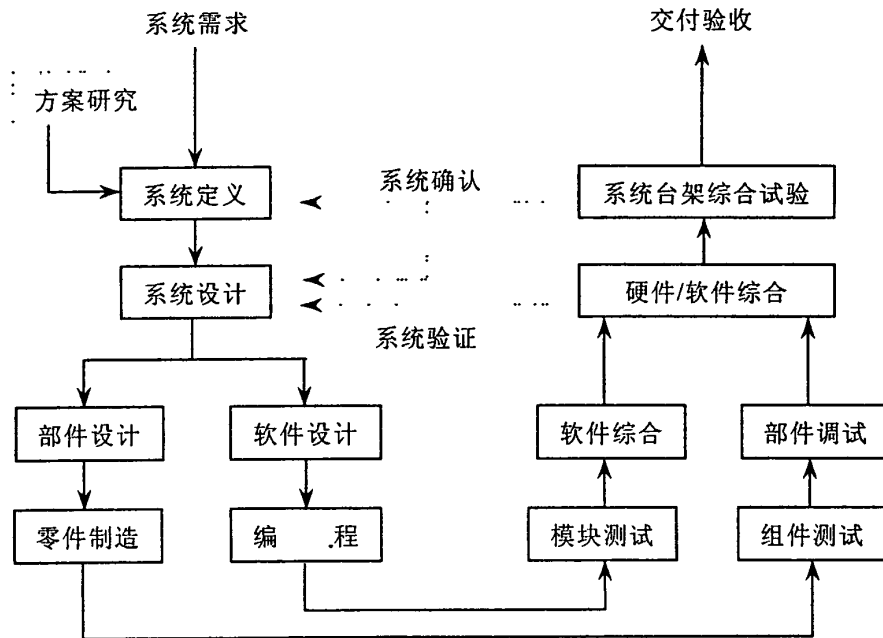 系统需求
交付验收
方案研究
系统定义
系统确认
系统台架综合试验
系统设计
硬件/软件综合
系统验证
部件设计
软件设计
软件综合
部件调试
零件制造
编 程
模块测试
组件测试